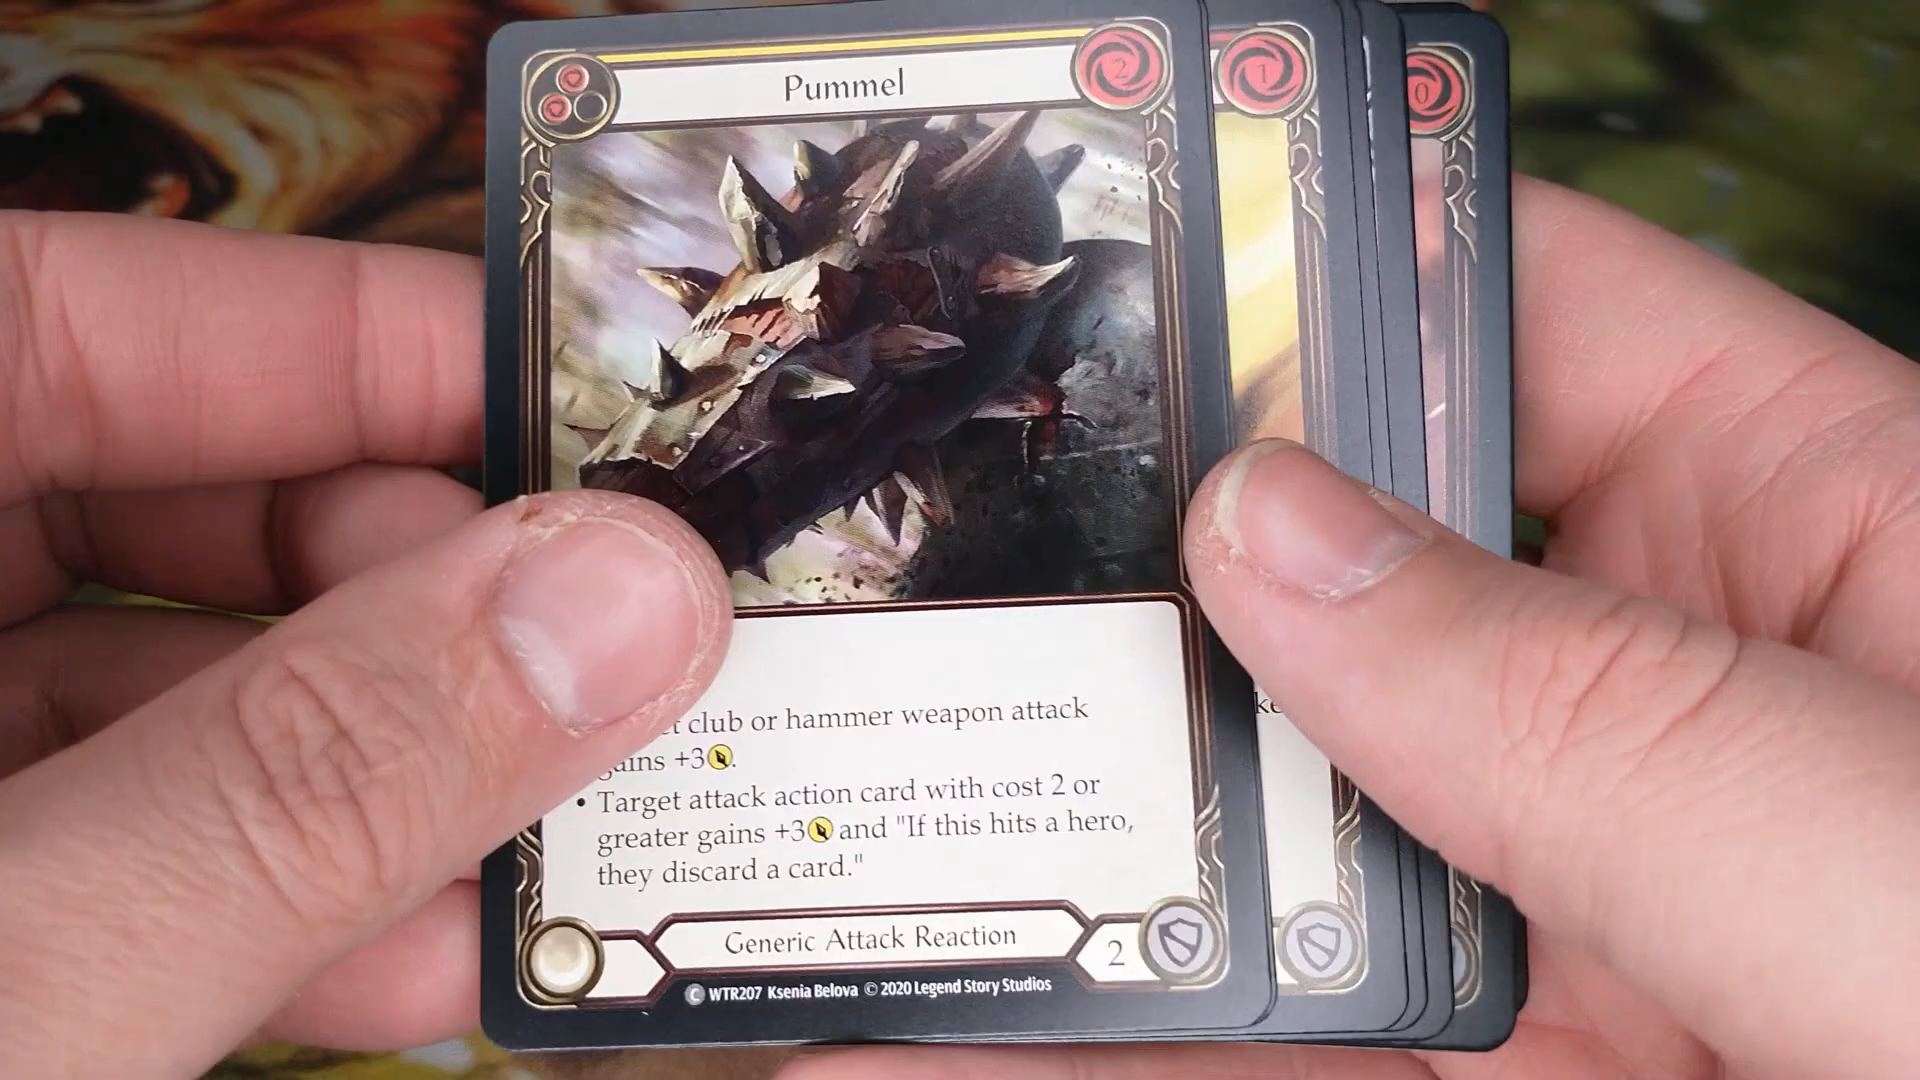 Pummel
2
1
0
club or hammer weapon attack
gains +3.
• Target attack action card with cost 2 or
greater gains +3 and "If this hits a hero,
they discard a card."
Generic Attack Reaction
2
C WTR207 Ksenia Belova © 2020 Legend Story Studios